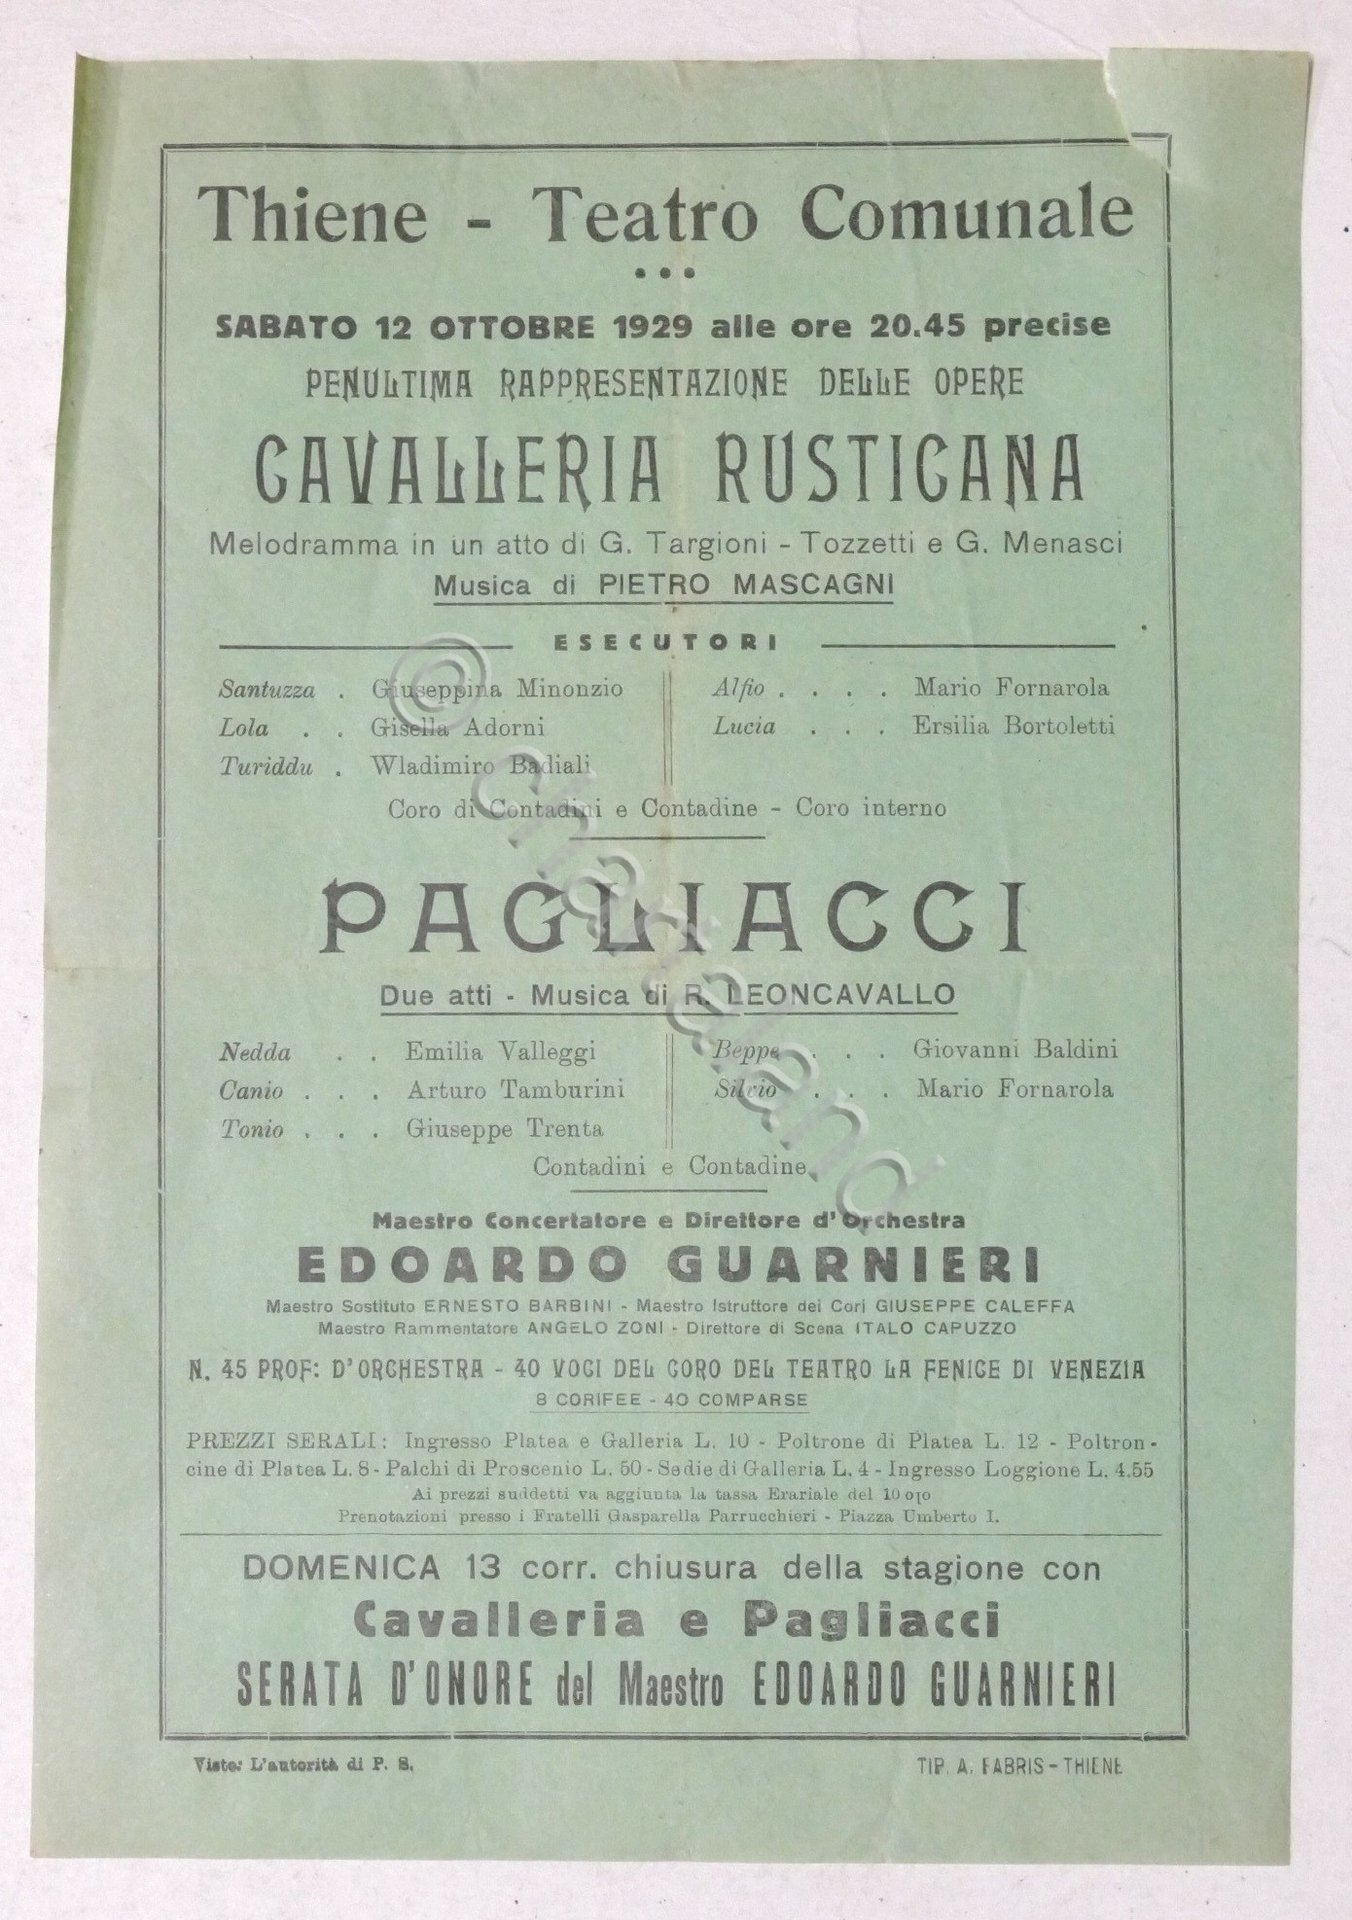 Thiene - Teatro Comunale
• • •
SABATO 12 OTTOBRE 1929 alle ore 20.45 precise
PENULTIMA RAPPRESENTAZIONE DELLE OPERE
CAVALLERIA RUSTICANA
Melodramma in un atto di G. Targioni - Tozzetti e G. Menasci
Musica di PIETRO MASCAGNI
ESECUTORI
Santuzza . Giuseppina Minonzio
Lola . . Gisella Adorni
Turiddu . Wladimiro Badiali
Alfio . . . . Mario Fornarola
Lucia . . . Ersilia Bortoletti
Coro di Contadini e Contadine - Coro interno
PAGLIACCI
Due atti - Musica di R. LEONCAVALLO
Nedda . . Emilia Valleggi
Canio . . . Arturo Tamburini
Tonio . . . Giuseppe Trenta
Beppe . . . Giovanni Baldini
Silvio . . . Mario Fornarola
Contadini e Contadine
Maestro Concertatore e Direttore d'Orchestra
EDOARDO GUARNIERI
Maestro Sostituto ERNESTO BARBINI - Maestro Istruttore dei Cori GIUSEPPE CALEFFA
Maestro Rammentatore ANGELO ZONI - Direttore di Scena ITALO CAPUZZO
N. 45 PROF: D'ORCHESTRA - 40 VOCI DEL CORO DEL TEATRO LA FENICE DI VENEZIA
8 CORIFEE - 40 COMPARSE
PREZZI SERALI: Ingresso Platea e Galleria L. 10 - Poltrone di Platea L. 12 - Poltron-
cine di Platea L. 8 - Palchi di Proscenio L. 50 - Sedie di Galleria L. 4 - Ingresso Loggione L. 4.55
Ai prezzi suddetti va aggiunta la tassa Erariale del 10 o[o
Prenotazioni presso i Fratelli Gasparella Parrucchieri - Piazza Umberto I.
DOMENICA 13 corr. chiusura della stagione con
Cavalleria e Pagliacci
SERATA D'ONORE del Maestro EDOARDO GUARNIERI
Visto: L'autorità di P. S.
TIP. A. FABRIS - THIENE
© chartaland